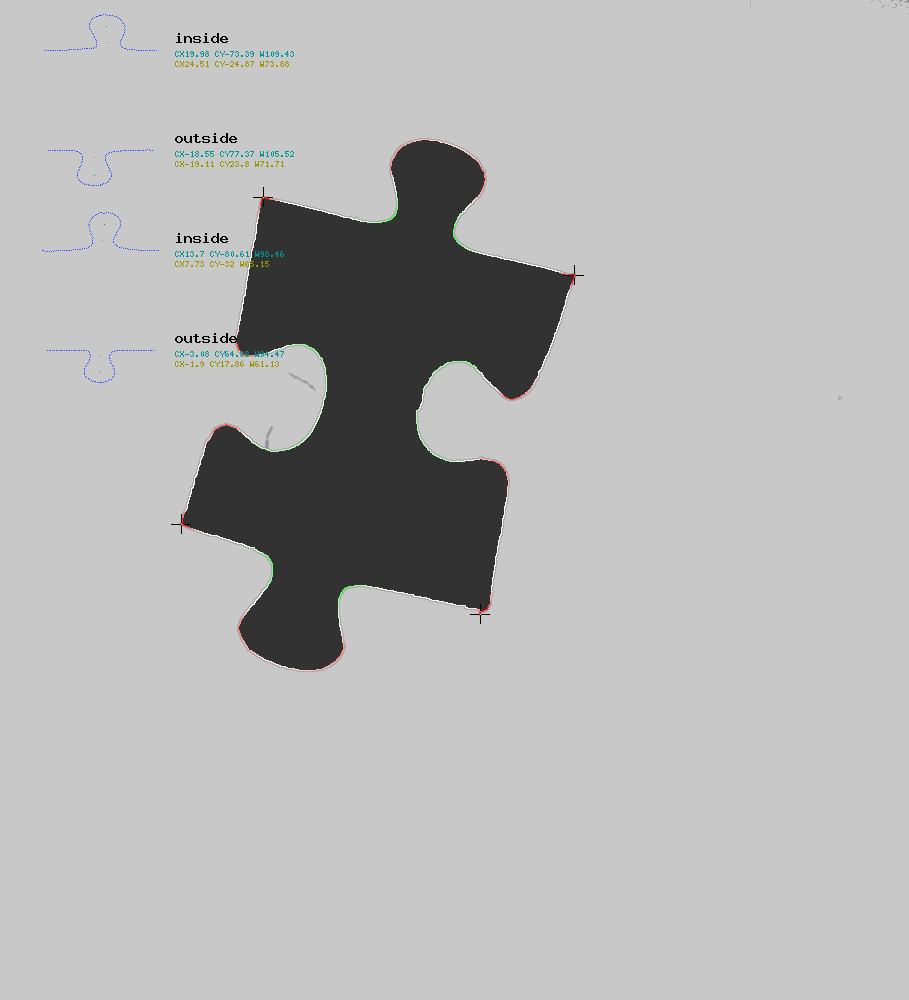 inside
CX19.98 CY-73.39 W109.43
CX24.51 CY-24.87 W73.88
outside
CX-18.55 CY77.37 W105.52
CX-19.11 CY23.8 W71.71
inside
CX13.7 CY-80.61 W98.46
CX7.73 CY-32 W65.15
outside
CX-3.08 CY64.83 W94.47
CX-1.9 CY17.86 W61.13